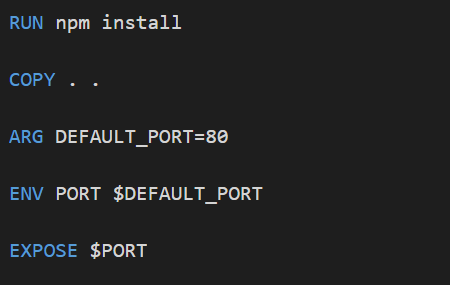 RUN npm install
COPY . .
ARG DEFAULT_PORT=80
ENV PORT $DEFAULT_PORT
EXPOSE $PORT